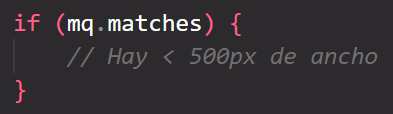 if (mq.matches) {
    // Hay < 500px de ancho
}